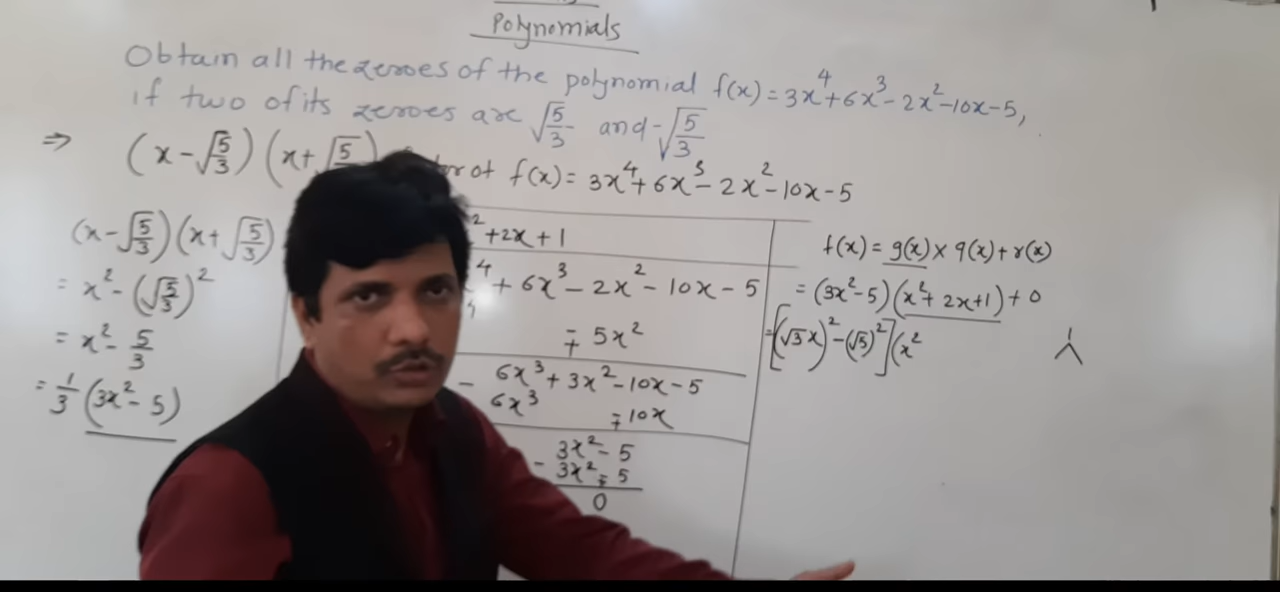 Polynomials
Obtain all the zeroes of the polynomial f(x) = 3x⁴+6x³-2x²-10x-5,
if two of its zeroes are √5/3 and -√5/3
⇒ (x-√5/3)(x+√5
of f(x) = 3x⁴+6x³-2x²-10x-5
(x-√5/3)(x+√5/3)
= x²-(√5/3)²
= x²-5/3
= 1/3 (3x²-5)
² +2x+1
⁴ + 6x³ - 2x² - 10x - 5
∓ 5x²
6x³ + 3x² - 10x - 5
- 6x³ ∓ 10x
3x² - 5
- 3x² ∓ 5
0
f(x) = g(x) × q(x) + r(x)
= (3x²-5)(x²+2x+1) + 0
= [(√3x)²-(√5)²](x²
1